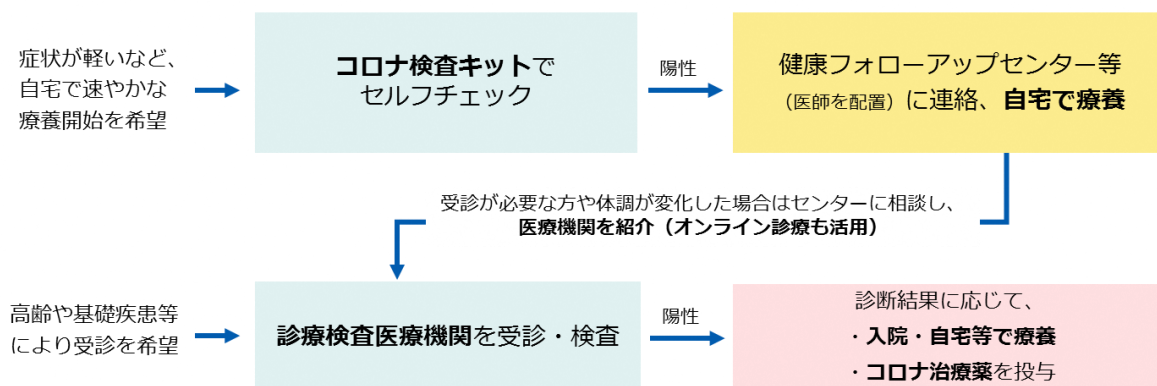 症状が軽いなど、
自宅で速やかな
療養開始を希望
コロナ検査キットで
セルフチェック
陽性
健康フォローアップセンター等
（医師を配置）に連絡、自宅で療養
受診が必要な方や体調が変化した場合はセンターに相談し、
医療機関を紹介（オンライン診療も活用）
高齢や基礎疾患等
により受診を希望
診療検査医療機関を受診・検査
陽性
診断結果に応じて、
・入院・自宅等で療養
・コロナ治療薬を投与